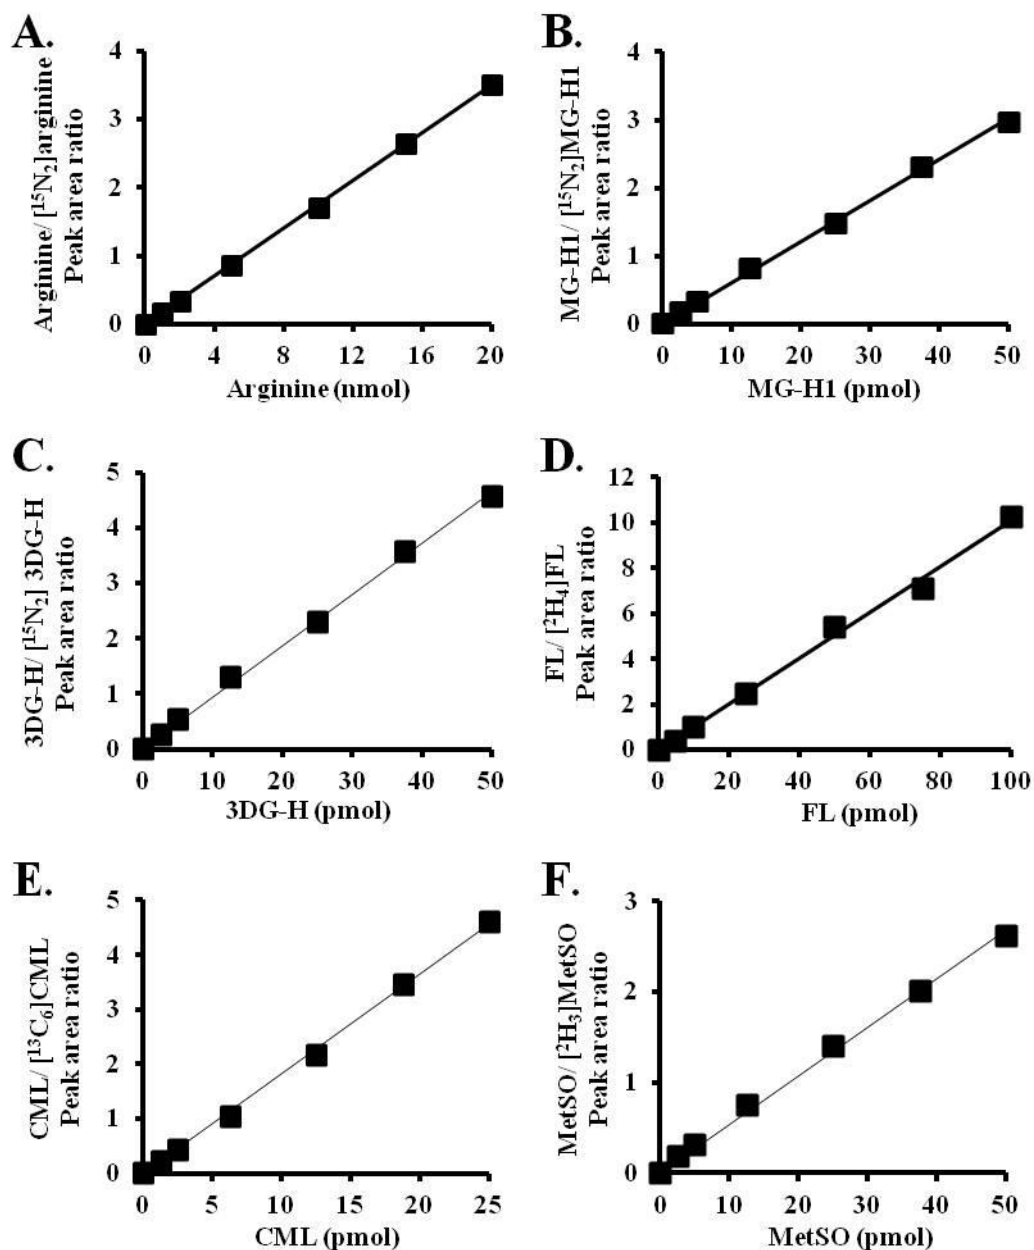 A.
Arginine/ [¹⁵N₂]arginine
Peak area ratio
4
3
2
1
0
0 4 8 12 16 20
Arginine (nmol)
B.
MG-H1/ [¹⁵N₂]MG-H1
Peak area ratio
4
3
2
1
0
0 10 20 30 40 50
MG-H1 (pmol)
C.
3DG-H/ [¹⁵N₂] 3DG-H
Peak area ratio
5
4
3
2
1
0
0 10 20 30 40 50
3DG-H (pmol)
D.
FL/ [²H₄]FL
Peak area ratio
12
10
8
6
4
2
0
0 20 40 60 80 100
FL (pmol)
E.
CML/ [¹³C₆]CML
Peak area ratio
5
4
3
2
1
0
0 5 10 15 20 25
CML (pmol)
F.
MetSO/ [²H₃]MetSO
Peak area ratio
3
2
1
0
0 10 20 30 40 50
MetSO (pmol)